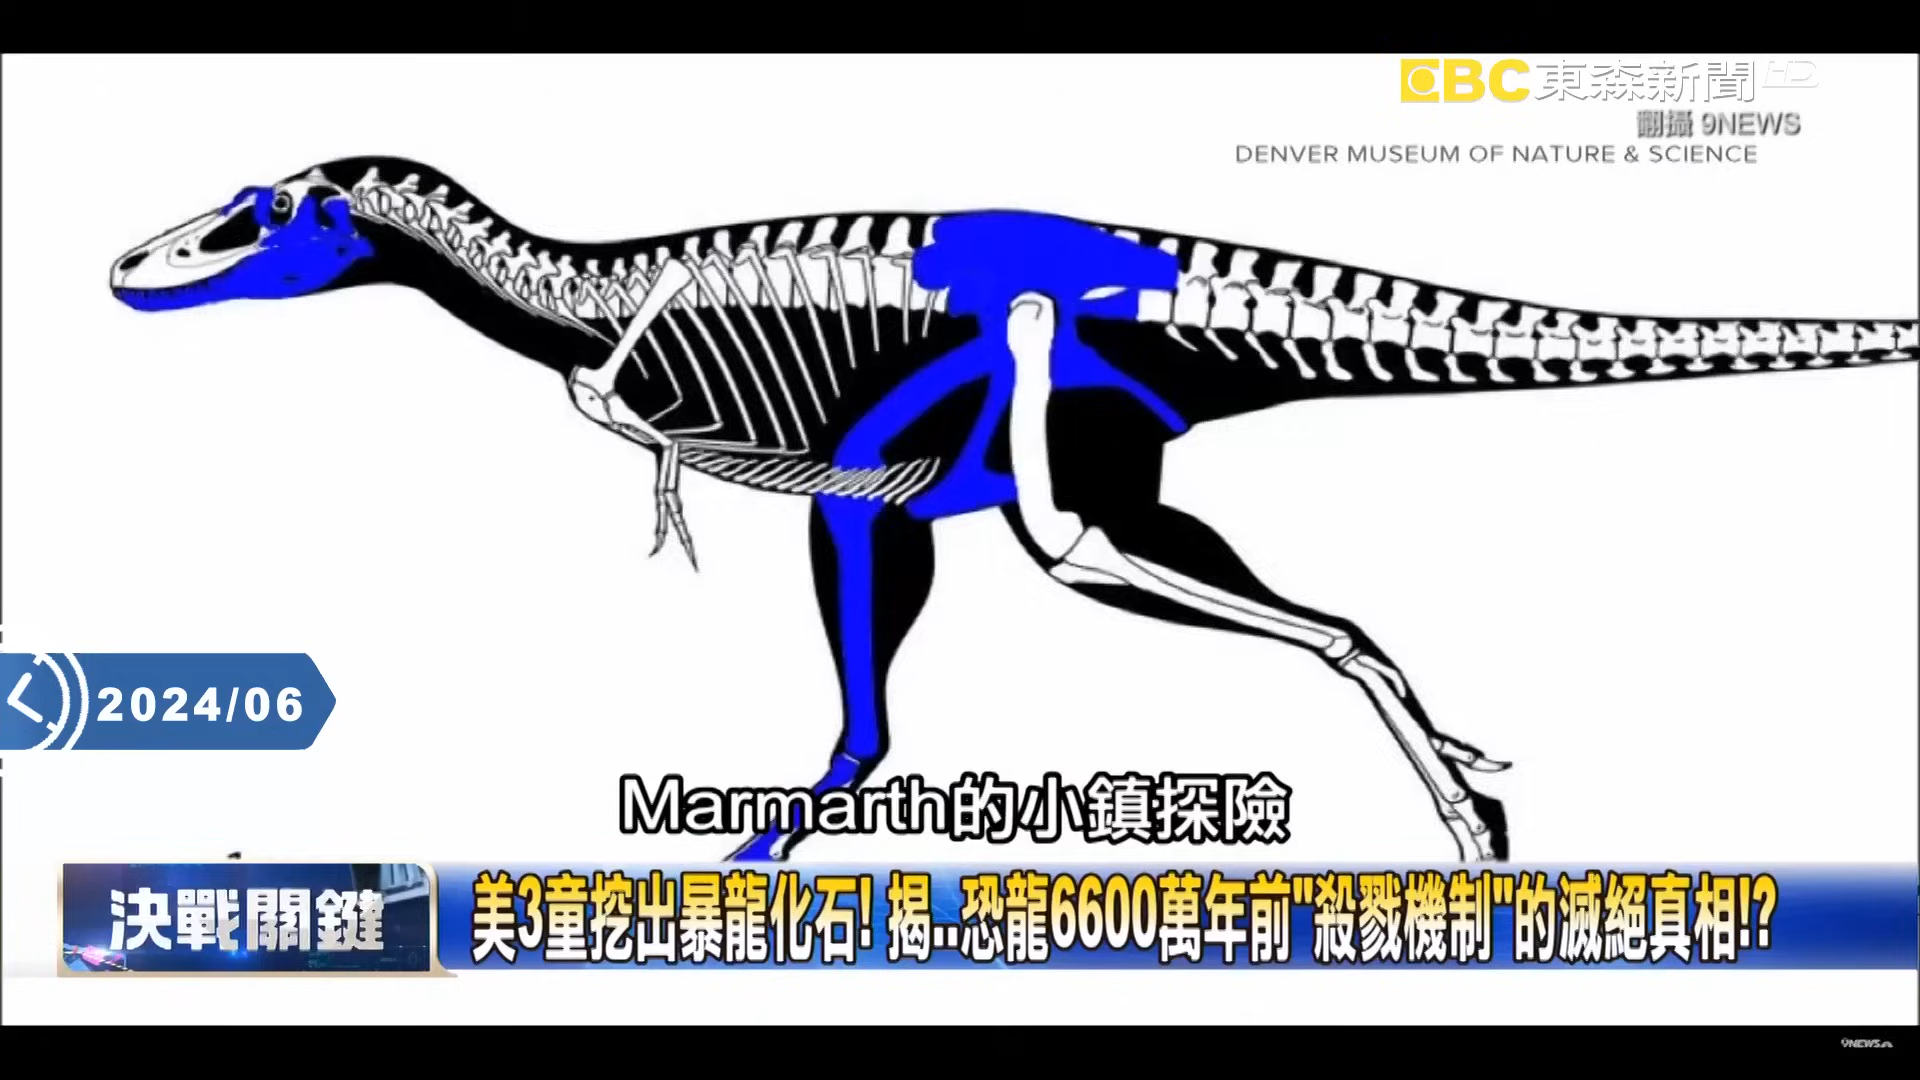 EBC東森新聞HD
翻攝 9NEWS
DENVER MUSEUM OF NATURE & SCIENCE
2024/06
Marmarth的小鎮探險
決戰關鍵
美3童挖出暴龍化石! 揭..恐龍6600萬年前"殺戮機制"的滅絕真相!?
9NEWS